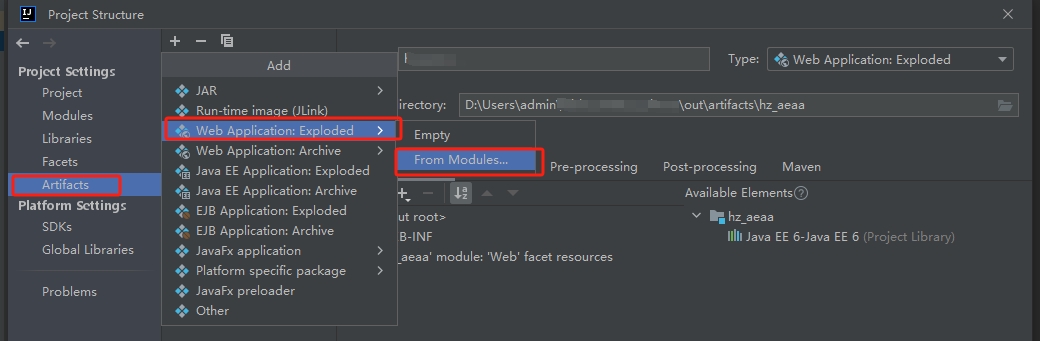 Project Structure
Project Settings
Project
Modules
Libraries
Facets
Artifacts
Platform Settings
SDKs
Global Libraries
Problems
Add
JAR
Run-time image (JLink)
Web Application: Exploded
Web Application: Archive
Java EE Application: Exploded
Java EE Application: Archive
EJB Application: Exploded
EJB Application: Archive
JavaFx application
Platform specific package
JavaFx preloader
Other
Empty
From Modules...
Type: Web Application: Exploded
irectory: D:\Users\admin\ \out\artifacts\hz_aeaa
Pre-processing Post-processing Maven
ut root>
B-INF
_aeaa' module: 'Web' facet resources
Available Elements
hz_aeaa
Java EE 6-Java EE 6 (Project Library)